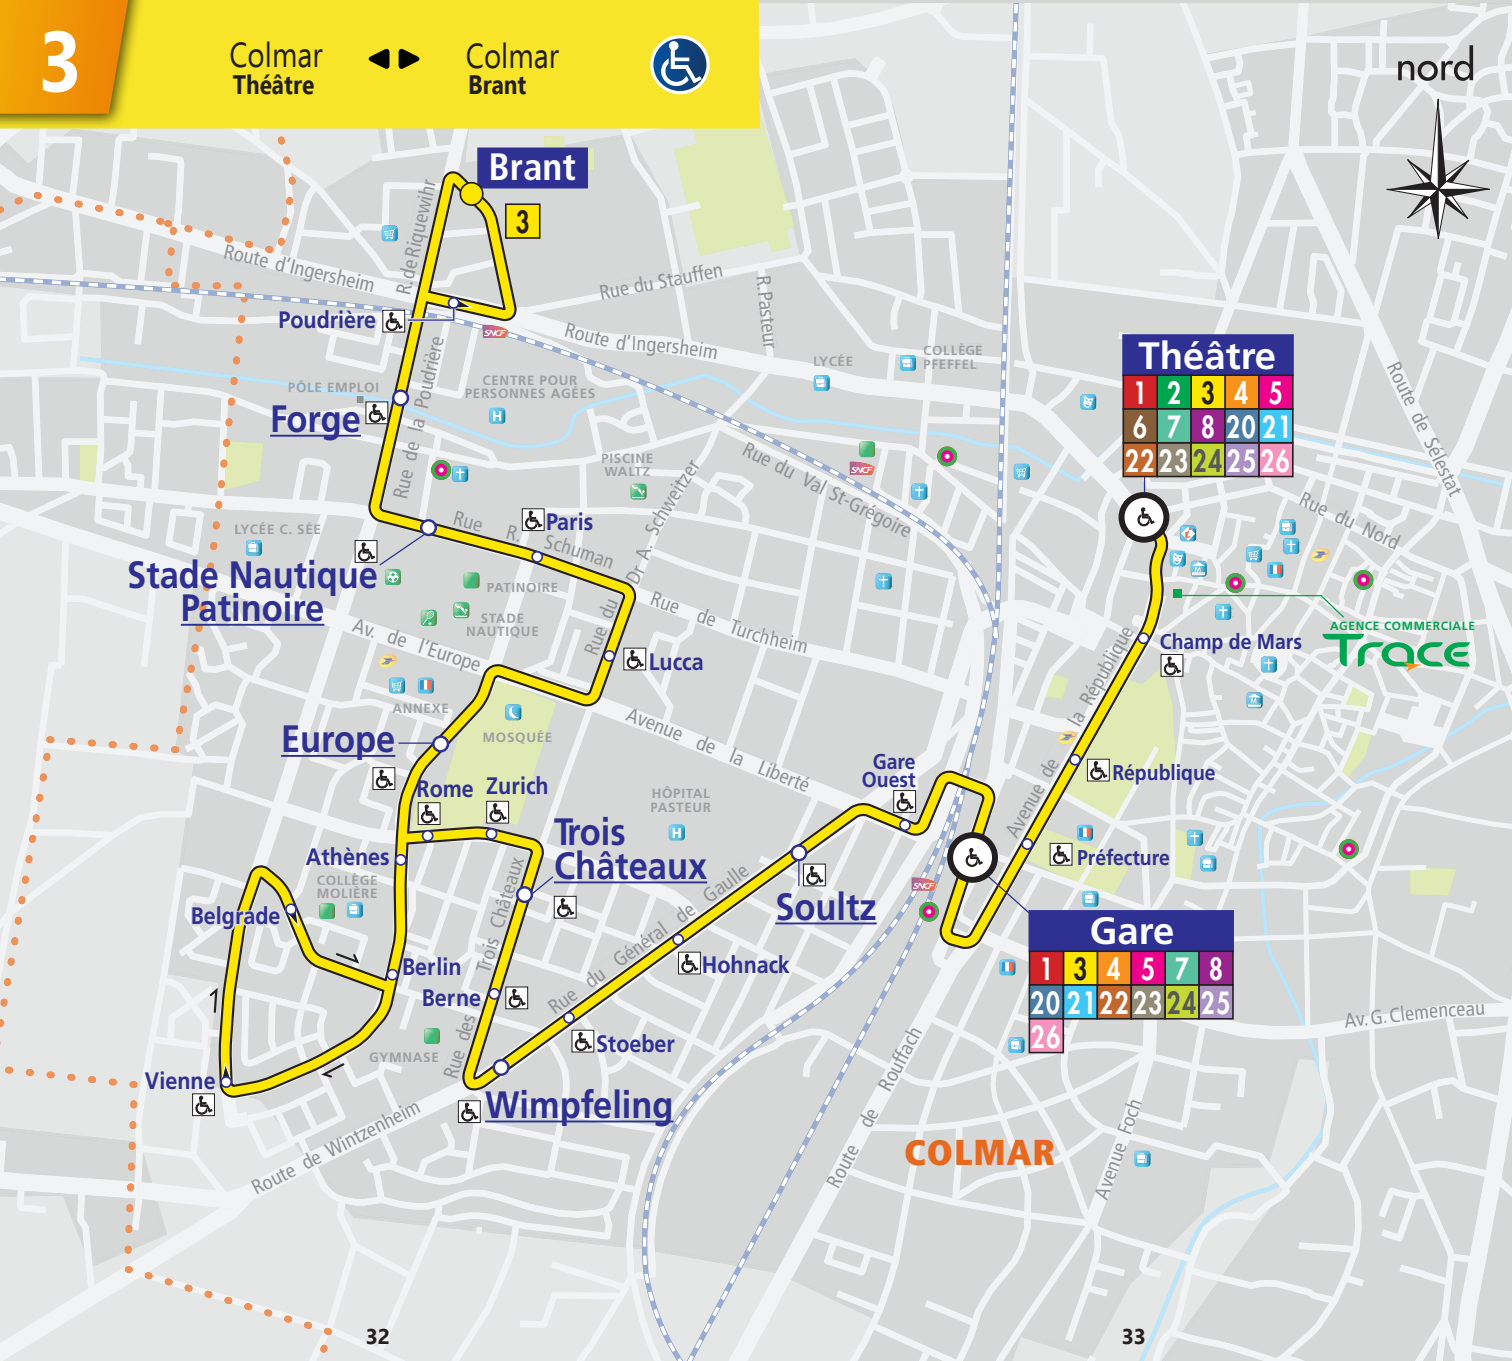 3
Colmar
Théâtre
Colmar
Brant
nord
Brant
3
R. de Riquewihr
Route d'Ingersheim
Rue du Stauffen
R. Pasteur
Poudrière
SNCF
Route d'Ingersheim
LYCÉE
COLLÈGE
PFEFFEL
Théâtre
1 2 3 4 5
6 7 8 20 21
22 23 24 25 26
Route de Sélestat
PÔLE EMPLOI
CENTRE POUR
PERSONNES AGÉES
H
Forge
Rue de la Poudrière
PISCINE
WALTZ
Rue du Val St-Grégoire
SNCF
Rue du Nord
LYCÉE C. SÉE
Rue R. Schuman
Paris
Rue du Dr A. Schweitzer
Stade Nautique
Patinoire
PATINOIRE
STADE
NAUTIQUE
Rue de Turchheim
Av. de l'Europe
Lucca
AGENCE COMMERCIALE
Trace
Champ de Mars
ANNEXE
MOSQUÉE
Avenue de la Liberté
Avenue de la République
Europe
Gare
Ouest
République
Rome
Zurich
HÔPITAL
PASTEUR
H
Trois
Châteaux
Athènes
Préfecture
COLLÈGE
MOLIÈRE
Belgrade
Soultz
SNCF
Gare
1 3 4 5 7 8
20 21 22 23 24 25
26
Rue des Trois Châteaux
Rue du Général de Gaulle
Berlin
Hohnack
Berne
Av. G. Clemenceau
Stoeber
GYMNASE
Vienne
Wimpfeling
Route de Wintzenheim
Route de Rouffach
COLMAR
Avenue Foch
32
33